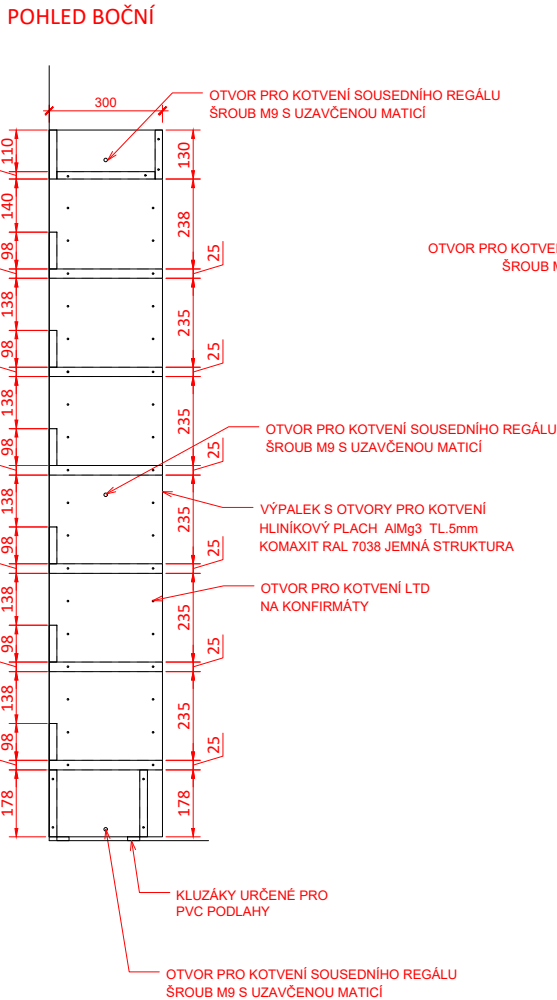 POHLED BOČNÍ
300
OTVOR PRO KOTVENÍ SOUSEDNÍHO REGÁLU
ŠROUB M9 S UZAVČENOU MATICÍ
110
130
140
238
98
25
OTVOR PRO KOTVE
ŠROUB M
138
235
98
25
138
235
98
25
OTVOR PRO KOTVENÍ SOUSEDNÍHO REGÁLU
ŠROUB M9 S UZAVČENOU MATICÍ
138
235
98
25
VÝPALEK S OTVORY PRO KOTVENÍ
HLINÍKOVÝ PLACH AlMg3 TL.5mm
KOMAXIT RAL 7038 JEMNÁ STRUKTURA
138
235
98
25
OTVOR PRO KOTVENÍ LTD
NA KONFIRMÁTY
138
235
98
25
178
178
KLUZÁKY URČENÉ PRO
PVC PODLAHY
OTVOR PRO KOTVENÍ SOUSEDNÍHO REGÁLU
ŠROUB M9 S UZAVČENOU MATICÍ